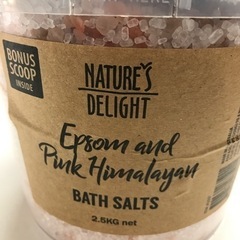 BONUS
SCOOP
INSIDE
NATURE'S
DELIGHT
Epsom and
Pink Himalayan
BATH SALTS
2.5KG net